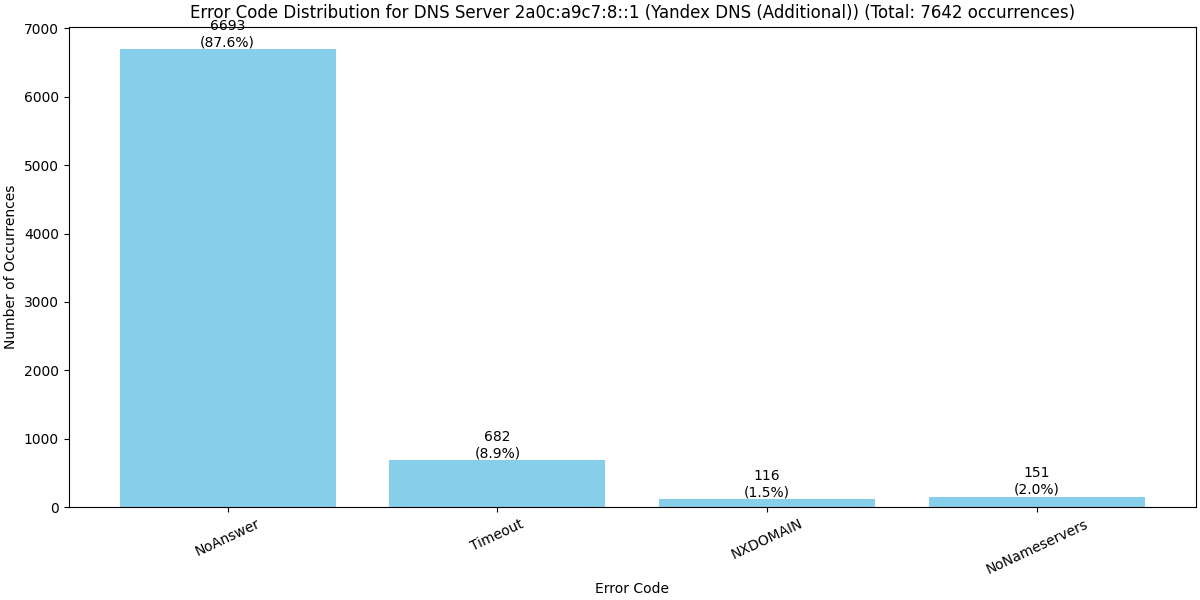 Error Code Distribution for DNS Server 2a0c:a9c7:8::1 (Yandex DNS (Additional)) (Total: 7642 occurrences)
Number of Occurrences
7000
6000
5000
4000
3000
2000
1000
0
6693
(87.6%)
682
(8.9%)
116
(1.5%)
151
(2.0%)
NoAnswer
Timeout
NXDOMAIN
NoNameservers
Error Code